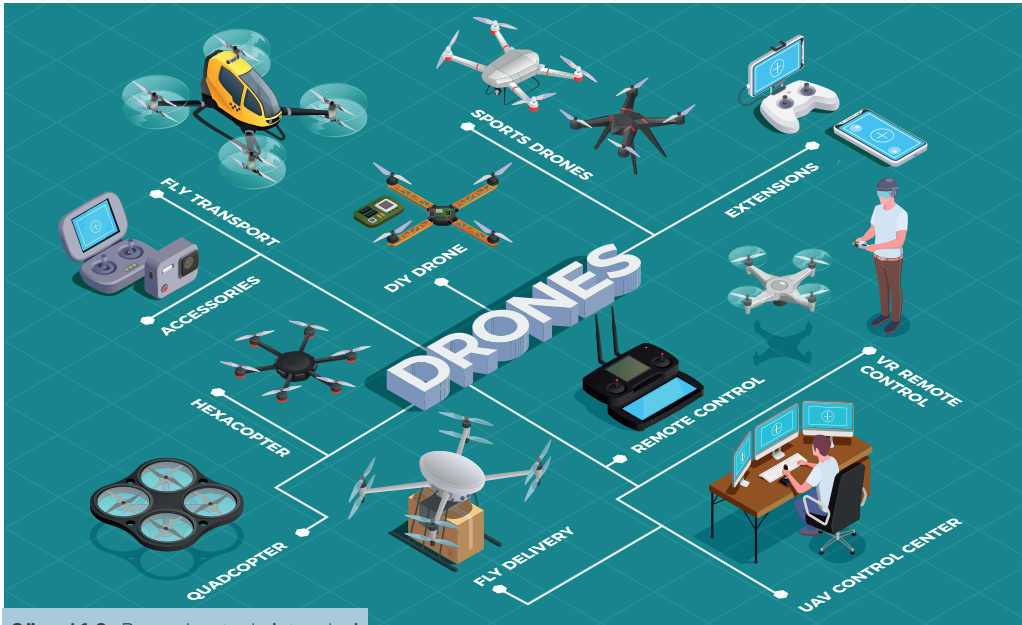 SPORTS DRONES
EXTENSIONS
FLY TRANSPORT
DIY DRONE
ACCESSORIES
DRONES
VR REMOTE
CONTROL
HEXACOPTER
REMOTE CONTROL
QUADCOPTER
FLY DELIVERY
UAV CONTROL CENTER